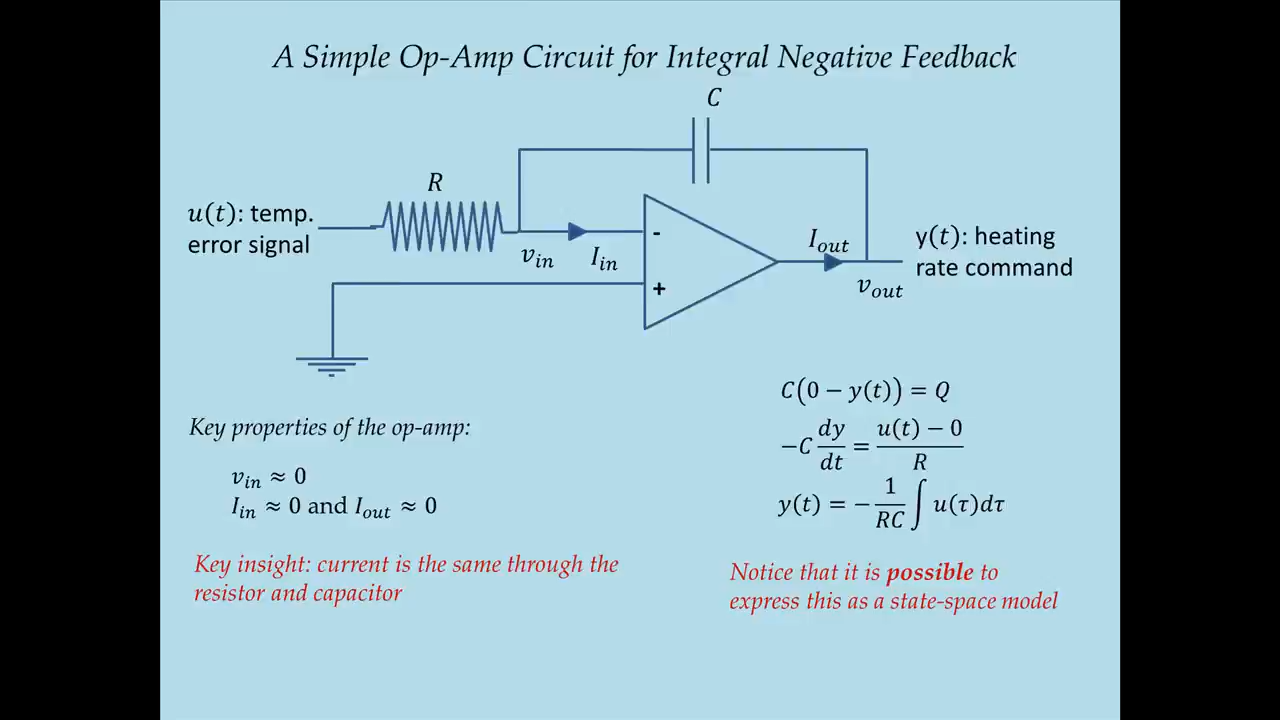 A Simple Op-Amp Circuit for Integral Negative Feedback
C
R
u(t): temp.
error signal
-
v_in
I_in
+
I_out
y(t): heating
rate command
v_out
Key properties of the op-amp:
v_in ≈ 0
I_in ≈ 0 and I_out ≈ 0
Key insight: current is the same through the
resistor and capacitor
C(0 − y(t)) = Q
−C dy/dt = (u(t) − 0)/R
y(t) = − 1/RC ∫ u(τ)dτ
Notice that it is possible to
express this as a state-space model